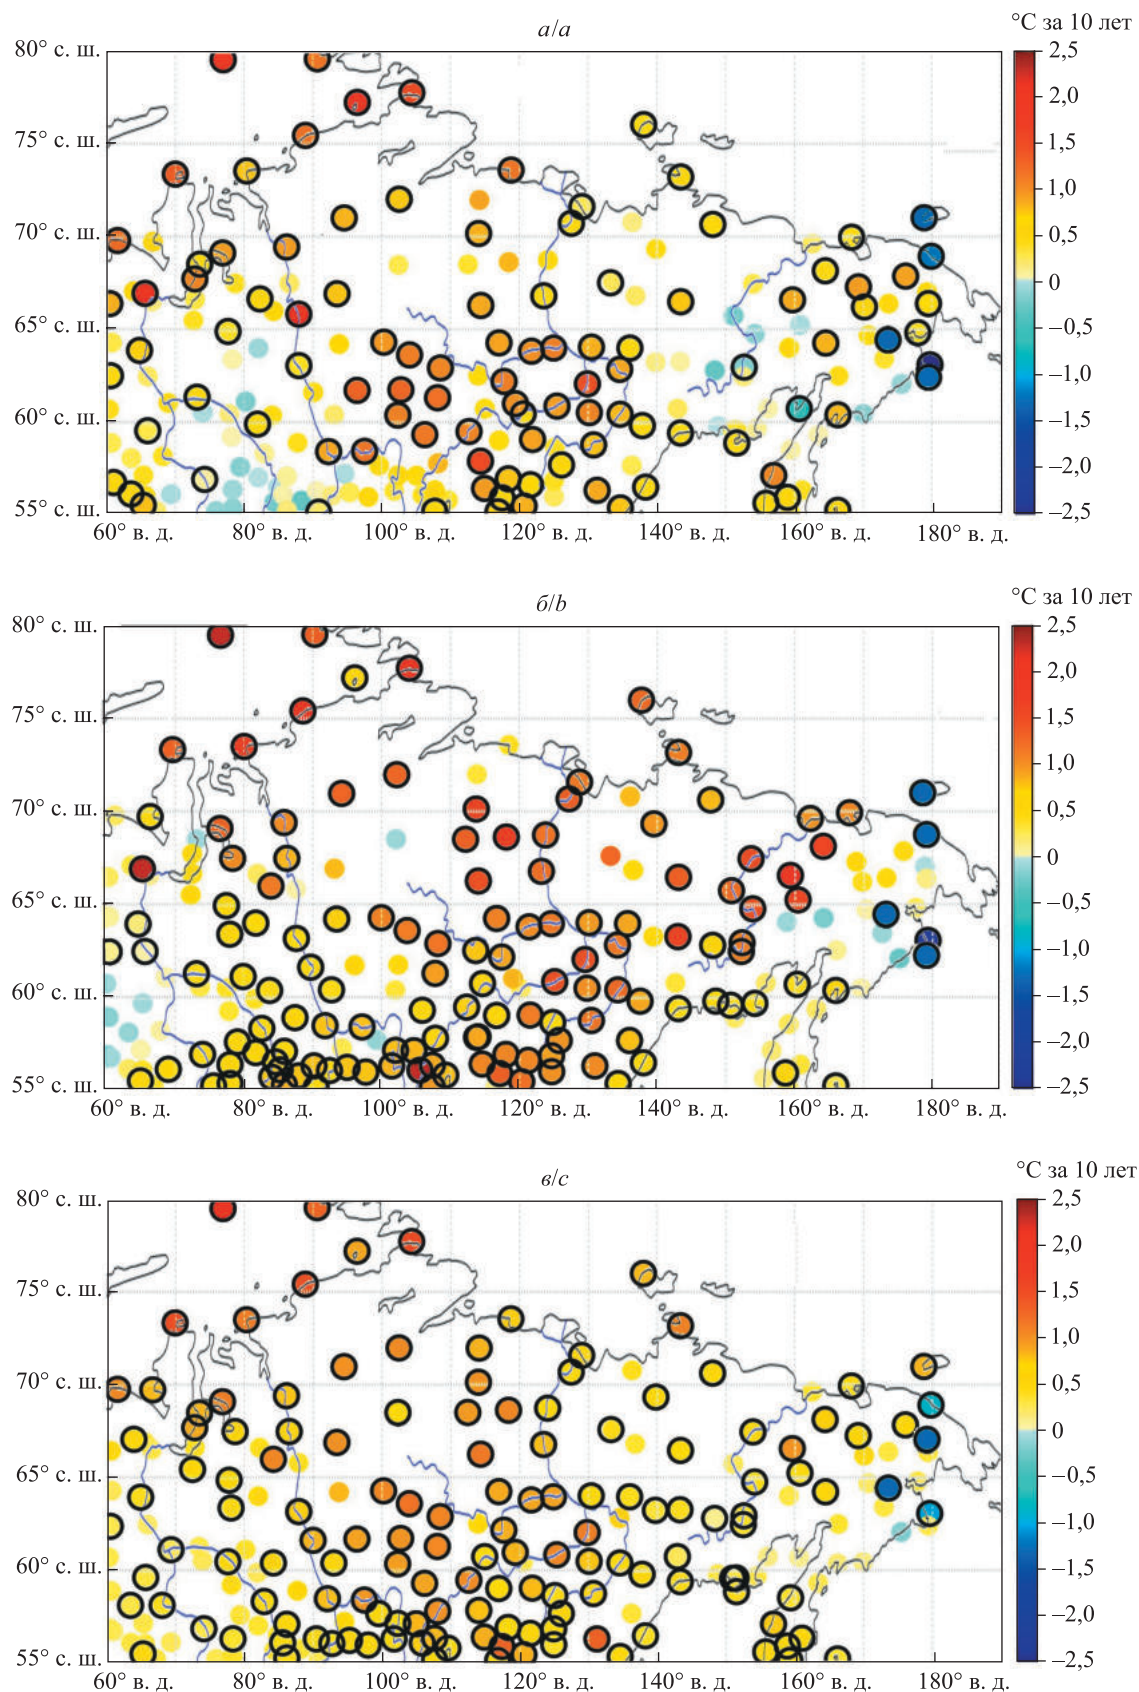 а/a
°С за 10 лет
80° с. ш.
75° с. ш.
70° с. ш.
65° с. ш.
60° с. ш.
55° с. ш.
60° в. д.
80° в. д.
100° в. д.
120° в. д.
140° в. д.
160° в. д.
180° в. д.
2,5
2,0
1,5
1,0
0,5
0
–0,5
–1,0
–1,5
–2,0
–2,5
б/b
°С за 10 лет
80° с. ш.
75° с. ш.
70° с. ш.
65° с. ш.
60° с. ш.
55° с. ш.
60° в. д.
80° в. д.
100° в. д.
120° в. д.
140° в. д.
160° в. д.
180° в. д.
2,5
2,0
1,5
1,0
0,5
0
–0,5
–1,0
–1,5
–2,0
–2,5
в/c
°С за 10 лет
80° с. ш.
75° с. ш.
70° с. ш.
65° с. ш.
60° с. ш.
55° с. ш.
60° в. д.
80° в. д.
100° в. д.
120° в. д.
140° в. д.
160° в. д.
180° в. д.
2,5
2,0
1,5
1,0
0,5
0
–0,5
–1,0
–1,5
–2,0
–2,5